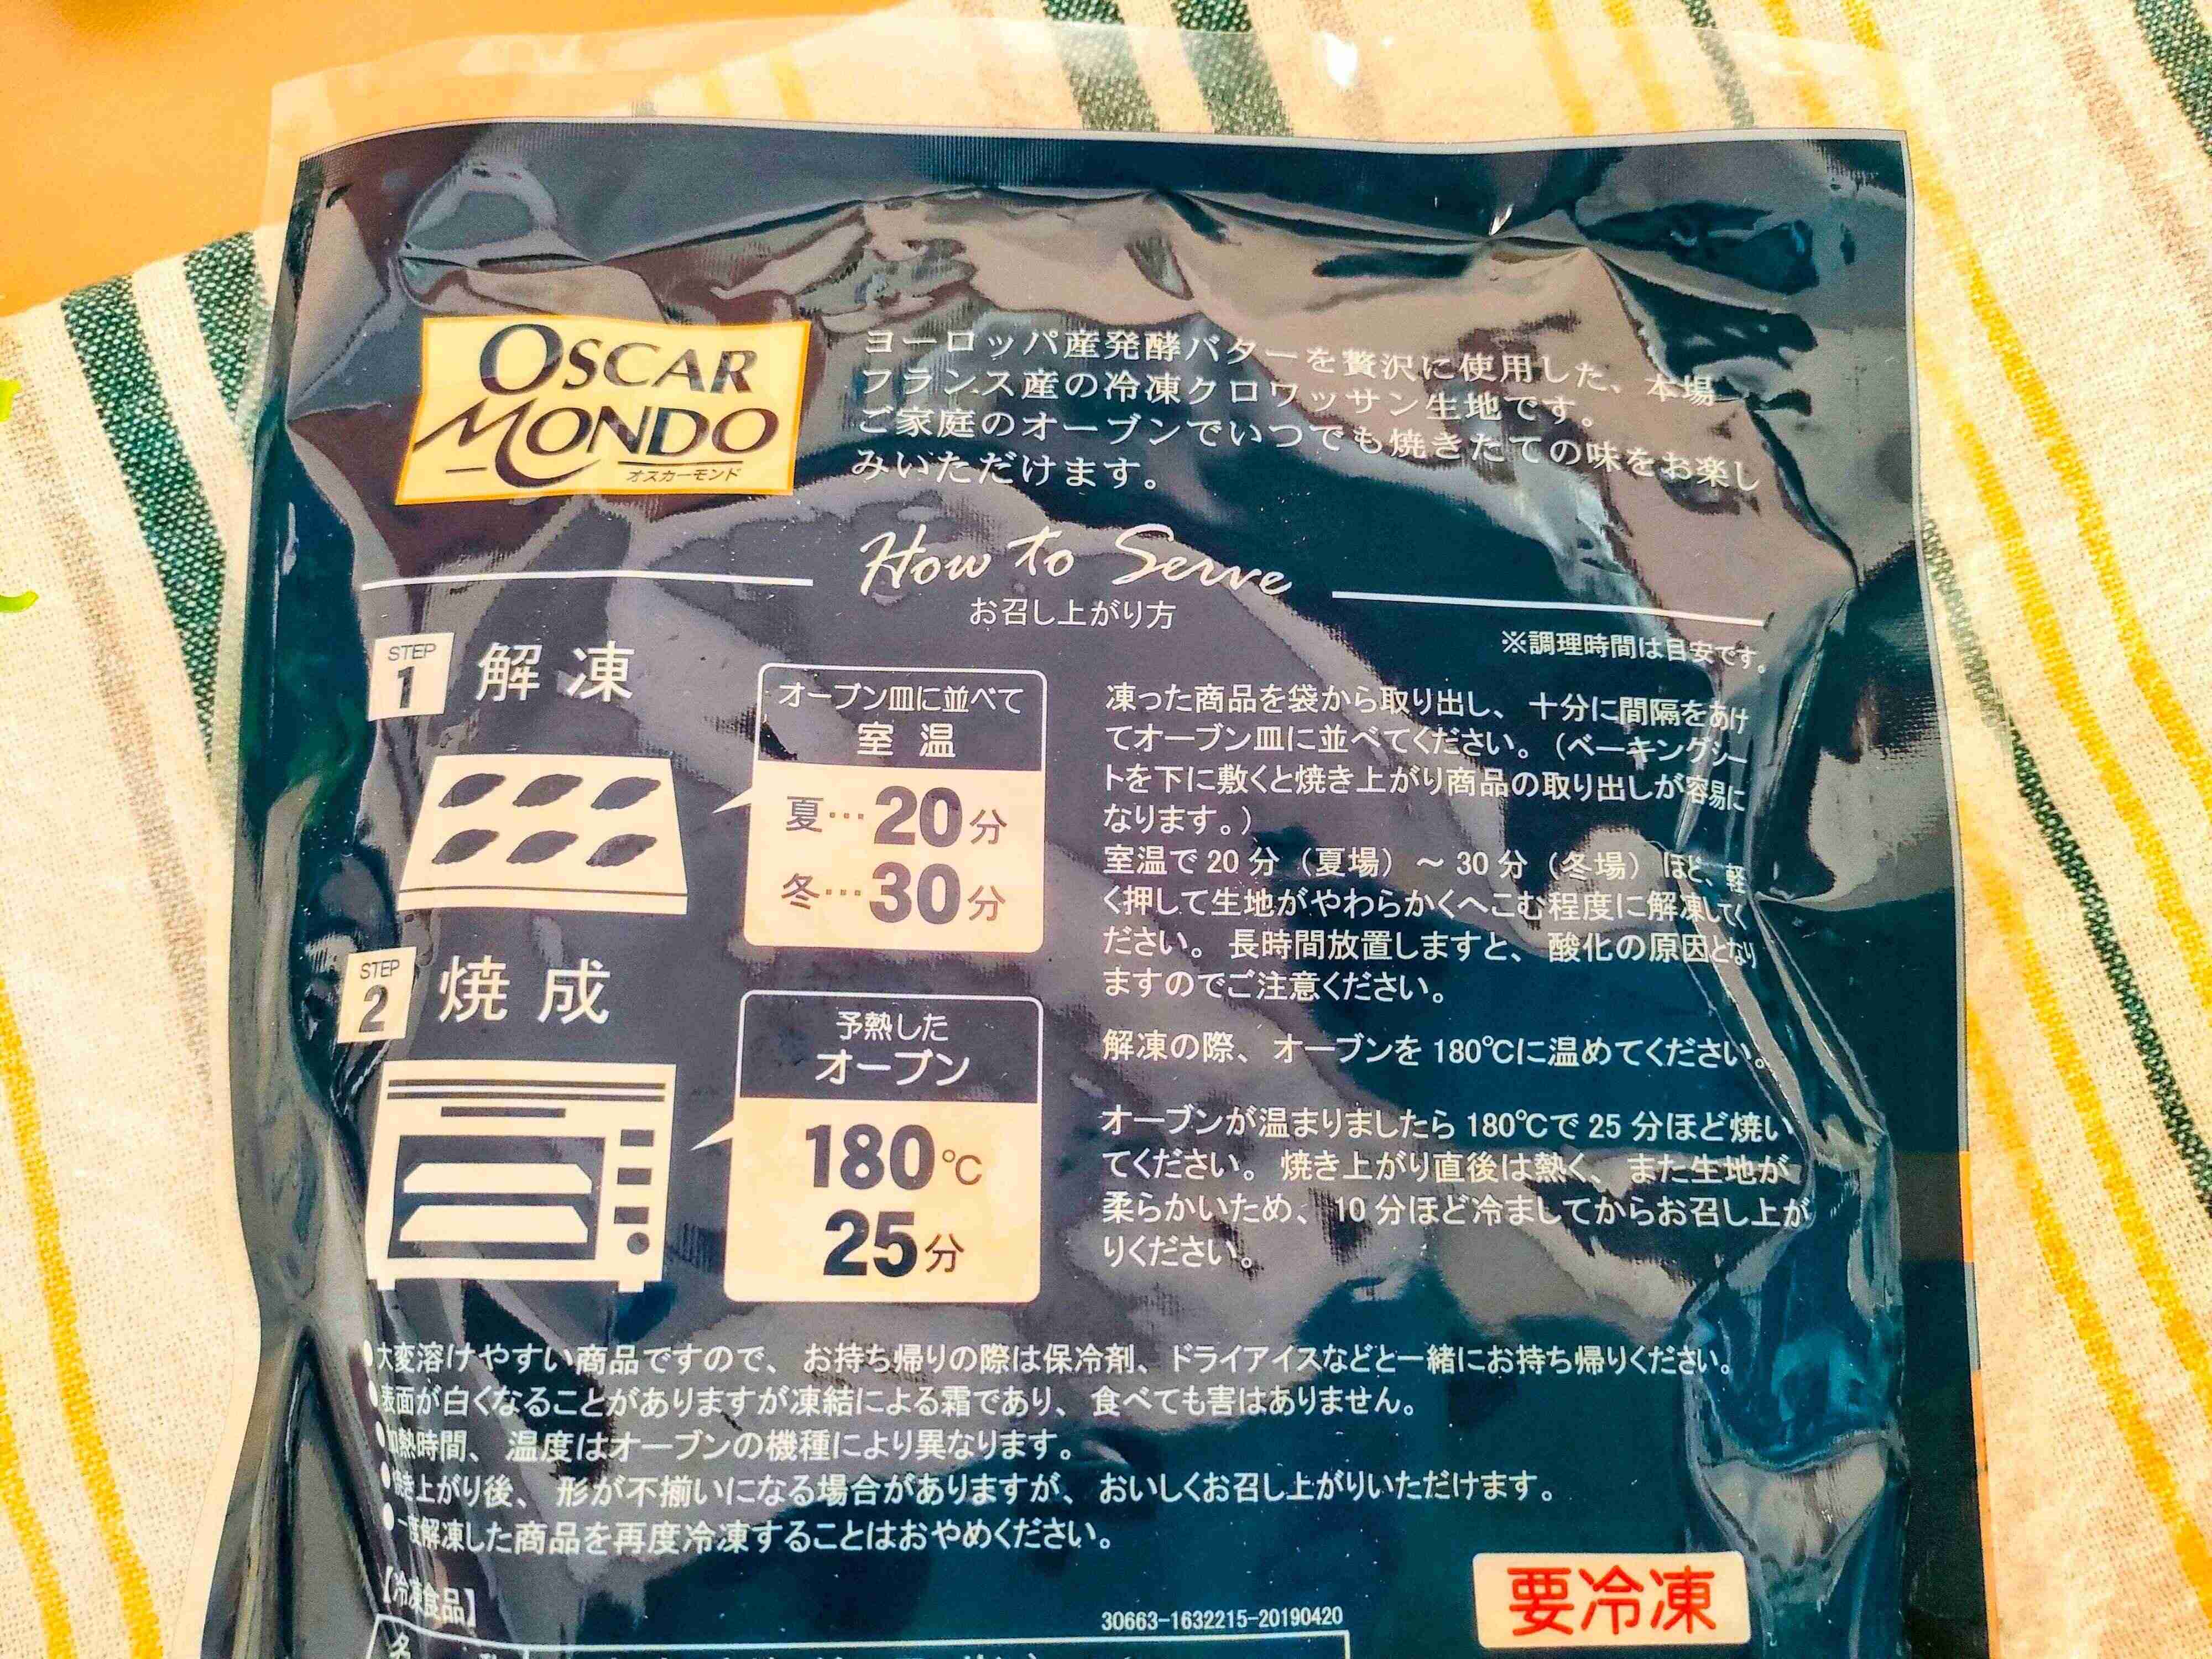 OSCAR
MONDO
オスカーモンド
ヨーロッパ産発酵バターを贅沢に使用した、本場
フランス産の冷凍クロワッサン生地です。
ご家庭のオーブンでいつでも焼きたての味をお楽し
みいただけます。
How to Serve
お召し上がり方
※調理時間は目安です。
STEP
1
解凍
オーブン皿に並べて
室温
夏…20分
冬…30分
凍った商品を袋から取り出し、十分に間隔をあけ
てオーブン皿に並べてください。(ベーキングシー
トを下に敷くと焼き上がり商品の取り出しが容易に
なります。)
室温で20分(夏場)～30分(冬場)ほど、軽
く押して生地がやわらかくへこむ程度に解凍してく
ださい。長時間放置しますと、酸化の原因となり
ますのでご注意ください。
STEP
2
焼成
予熱した
オーブン
180℃
25分
解凍の際、オーブンを180℃に温めてください。
オーブンが温まりましたら180℃で25分ほど焼い
てください。焼き上がり直後は熱く、また生地が
柔らかいため、10分ほど冷ましてからお召し上が
りください。
●大変溶けやすい商品ですので、お持ち帰りの際は保冷剤、ドライアイスなどと一緒にお持ち帰りください。
●表面が白くなることがありますが凍結による霜であり、食べても害はありません。
●加熱時間、温度はオーブンの機種により異なります。
●焼き上がり後、形が不揃いになる場合がありますが、おいしくお召し上がりいただけます。
●一度解凍した商品を再度冷凍することはおやめください。
【冷凍食品】
30663-1632215-20190420
要冷凍